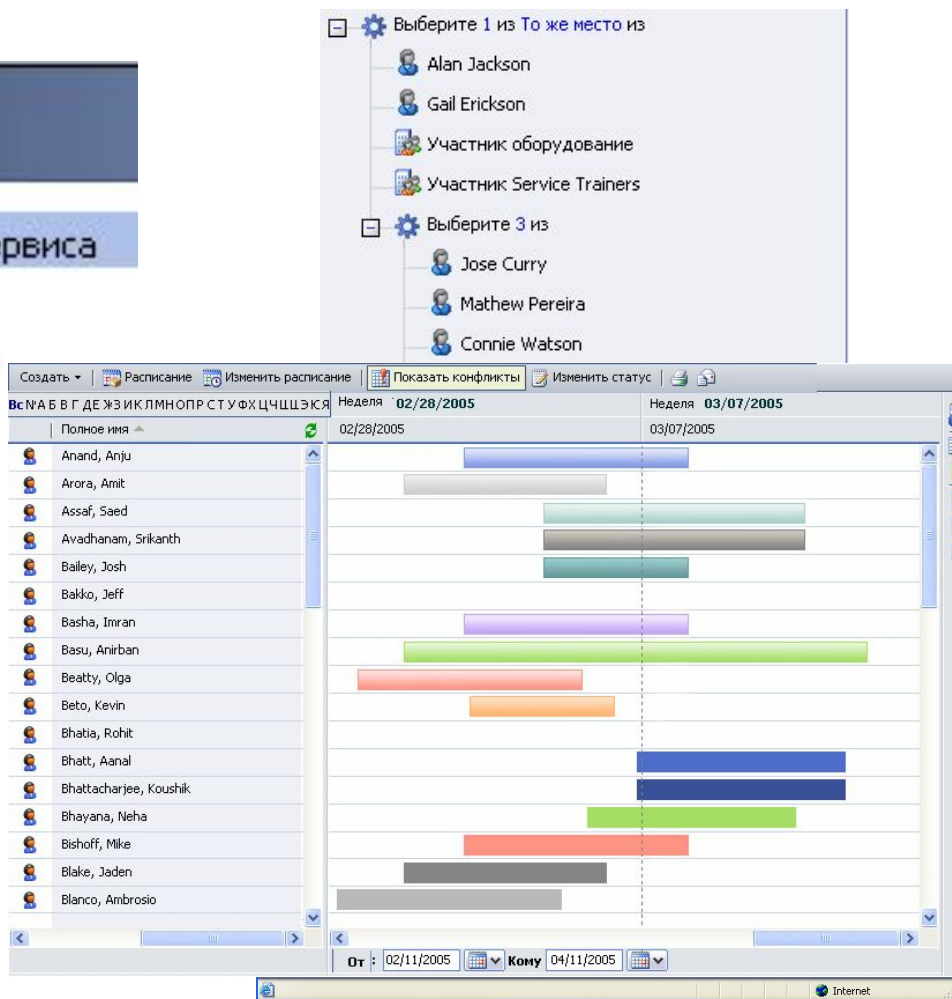 рвиса
Выберите 1 из То же место из
Alan Jackson
Gail Erickson
Участник оборудование
Участник Service Trainers
Выберите 3 из
Jose Curry
Mathew Pereira
Connie Watson
Создать Расписание Изменить расписание Показать конфликты Изменить статус
Вс № А Б В Г Д Е Ж З И К Л М Н О П Р С Т У Ф Х Ц Ч Ш Щ Э Ю Я Неделя 02/28/2005 Неделя 03/07/2005
Полное имя 02/28/2005 03/07/2005
Anand, Anju
Arora, Amit
Assaf, Saed
Avadhanam, Srikanth
Bailey, Josh
Bakko, Jeff
Basha, Imran
Basu, Anirban
Beatty, Olga
Beto, Kevin
Bhatia, Rohit
Bhatt, Aanal
Bhattacharjee, Koushik
Bhayana, Neha
Bishoff, Mike
Blake, Jaden
Blanco, Ambrosio
От : 02/11/2005 Кому 04/11/2005
Internet